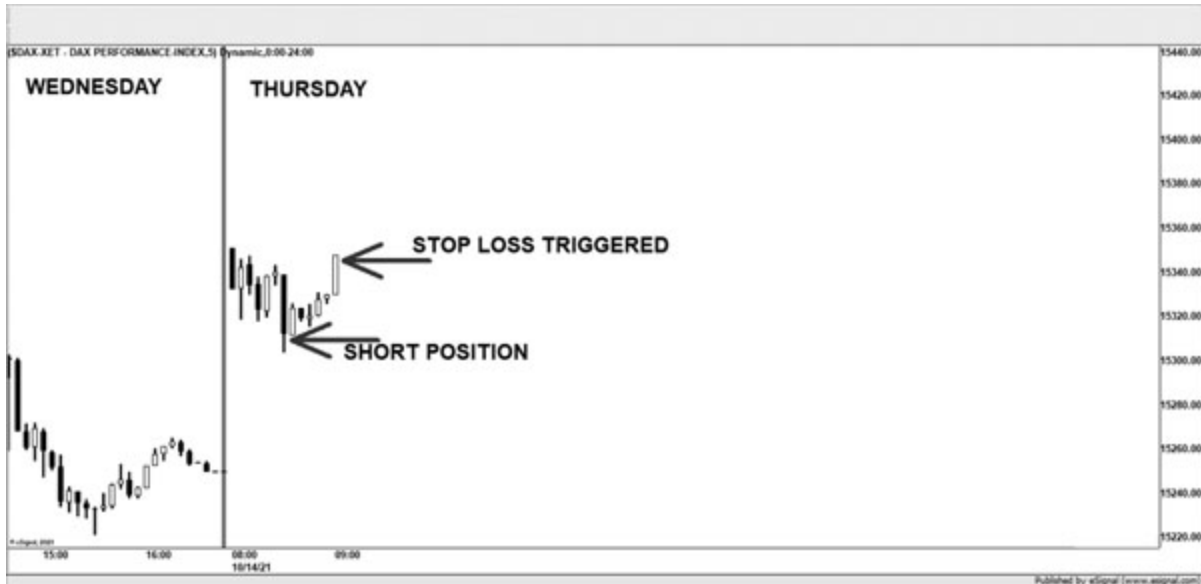 ($DAX-XET - DAX PERFORMANCE-INDEX,5) Dynamic,0:00-24:00
WEDNESDAY
THURSDAY
15440.00
15420.00
15400.00
15380.00
15360.00
STOP LOSS TRIGGERED
15340.00
15320.00
SHORT POSITION
15300.00
15280.00
15260.00
15240.00
15220.00
© eSignal, 2021
15:00
16:00
08:00
09:00
10/14/21
Published by eSignal (www.esignal.com)